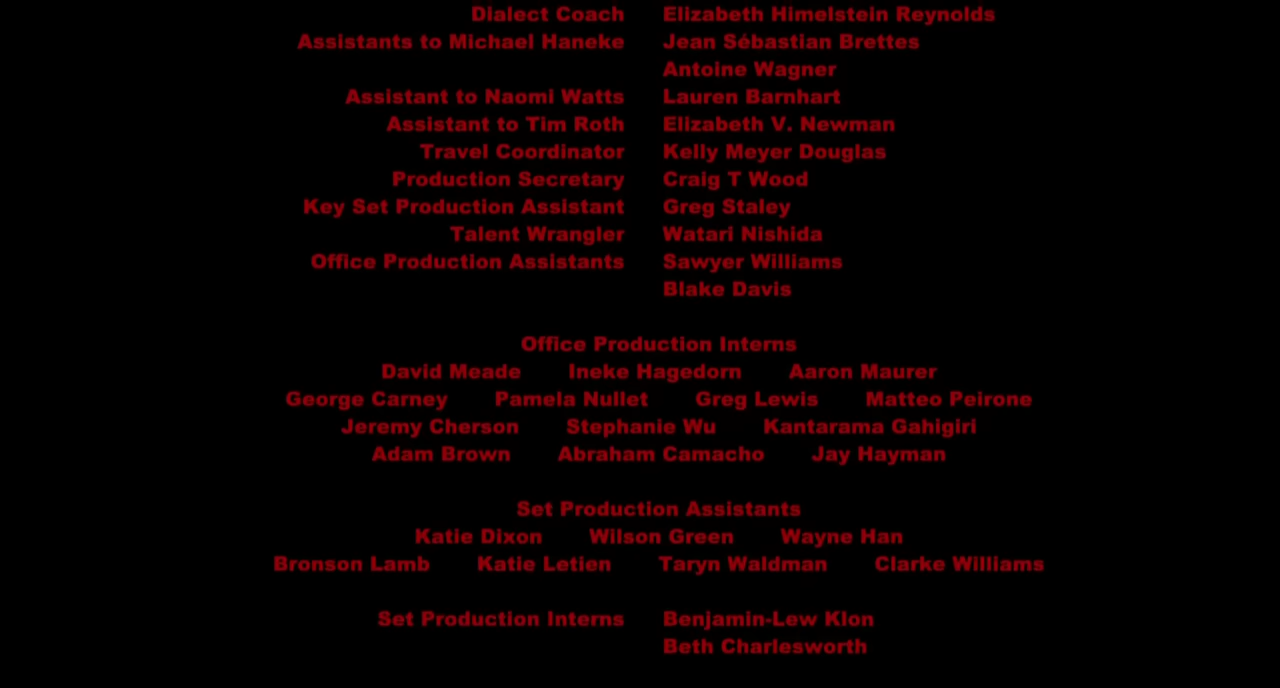 Dialect Coach Elizabeth Himelstein Reynolds
Assistants to Michael Haneke Jean Sébastian Brettes
Antoine Wagner
Assistant to Naomi Watts Lauren Barnhart
Assistant to Tim Roth Elizabeth V. Newman
Travel Coordinator Kelly Meyer Douglas
Production Secretary Craig T Wood
Key Set Production Assistant Greg Staley
Talent Wrangler Watari Nishida
Office Production Assistants Sawyer Williams
Blake Davis
Office Production Interns
David Meade Ineke Hagedorn Aaron Maurer
George Carney Pamela Nullet Greg Lewis Matteo Peirone
Jeremy Cherson Stephanie Wu Kantarama Gahigiri
Adam Brown Abraham Camacho Jay Hayman
Set Production Assistants
Katie Dixon Wilson Green Wayne Han
Bronson Lamb Katie Letien Taryn Waldman Clarke Williams
Set Production Interns Benjamin-Lew Klon
Beth Charlesworth